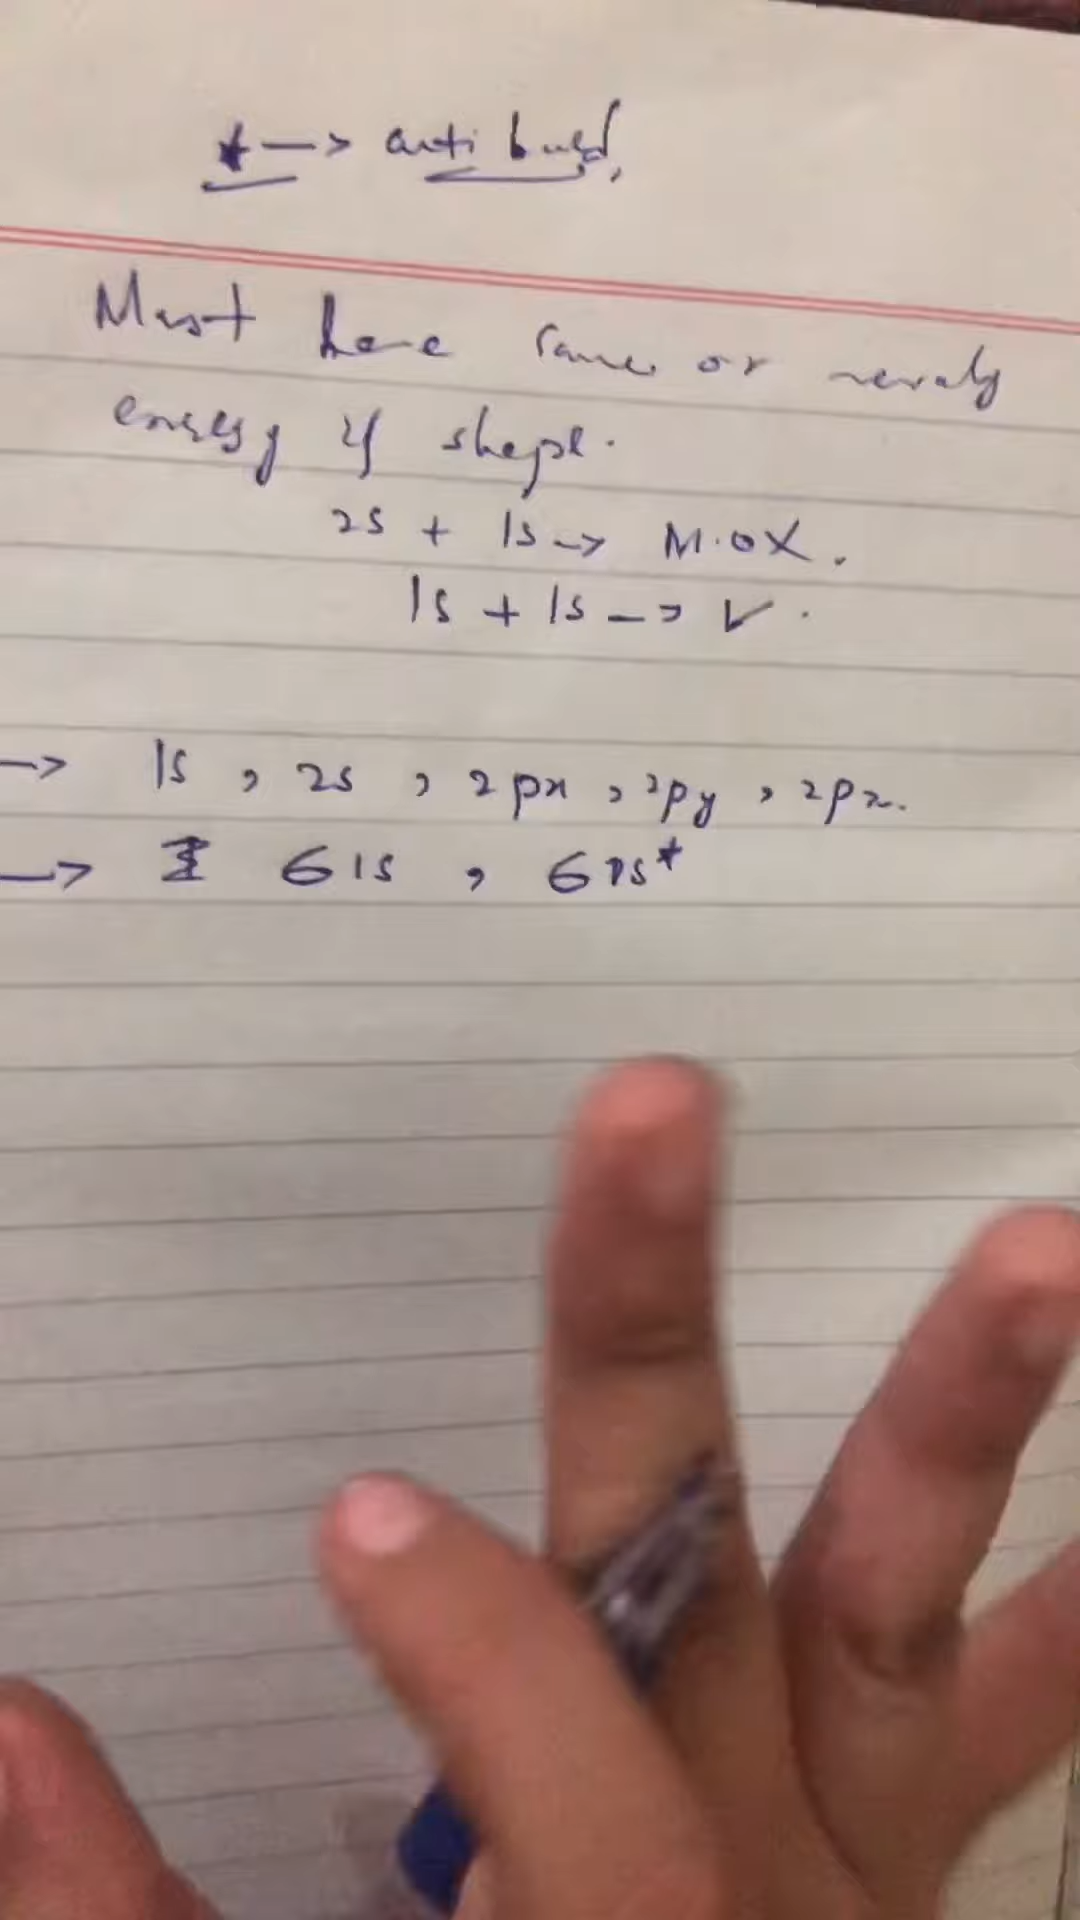 * —> anti bond,
Must have same or nearly
energy & shape.
2s + 1s —> M.O X.
1s + 1s —> ✓.
—> 1s , 2s , 2px , 2py , 2pz.
—> σ1s , σ1s*